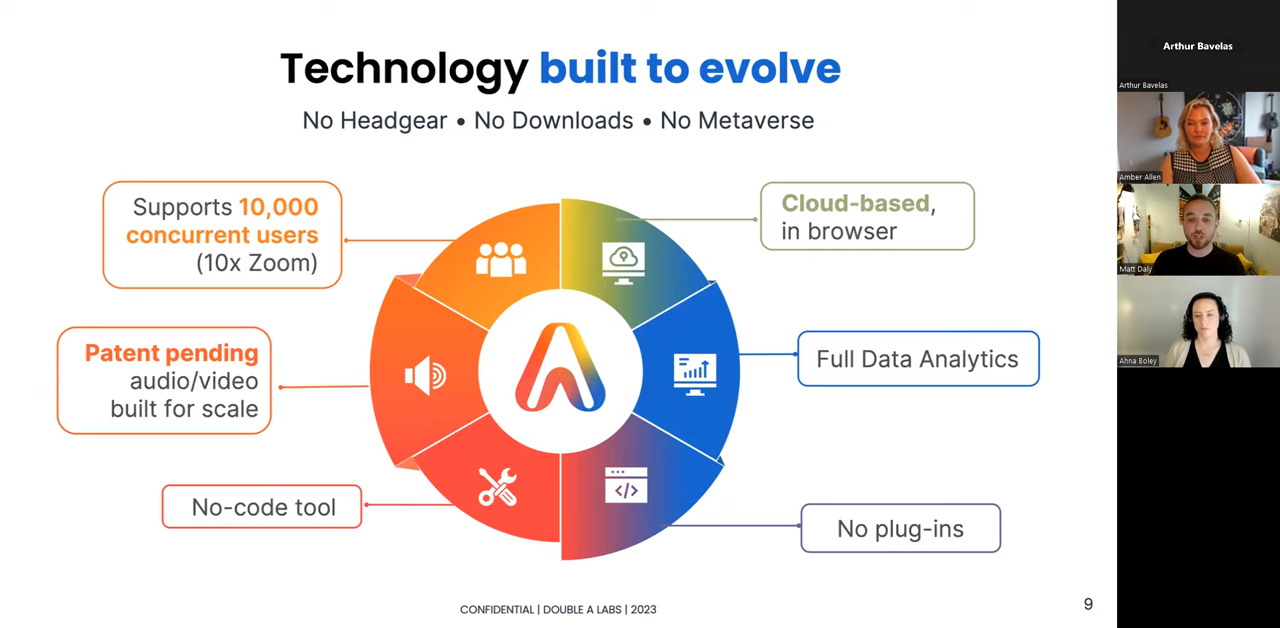 Technology built to evolve
No Headgear • No Downloads • No Metaverse
Supports 10,000
concurrent users
(10x Zoom)
Cloud-based,
in browser
Patent pending
audio/video
built for scale
Full Data Analytics
No-code tool
No plug-ins
CONFIDENTIAL | DOUBLE A LABS | 2023
9
Arthur Bavelas
Arthur Bavelas
Amber Allen
Matt Daly
Ahna Boley